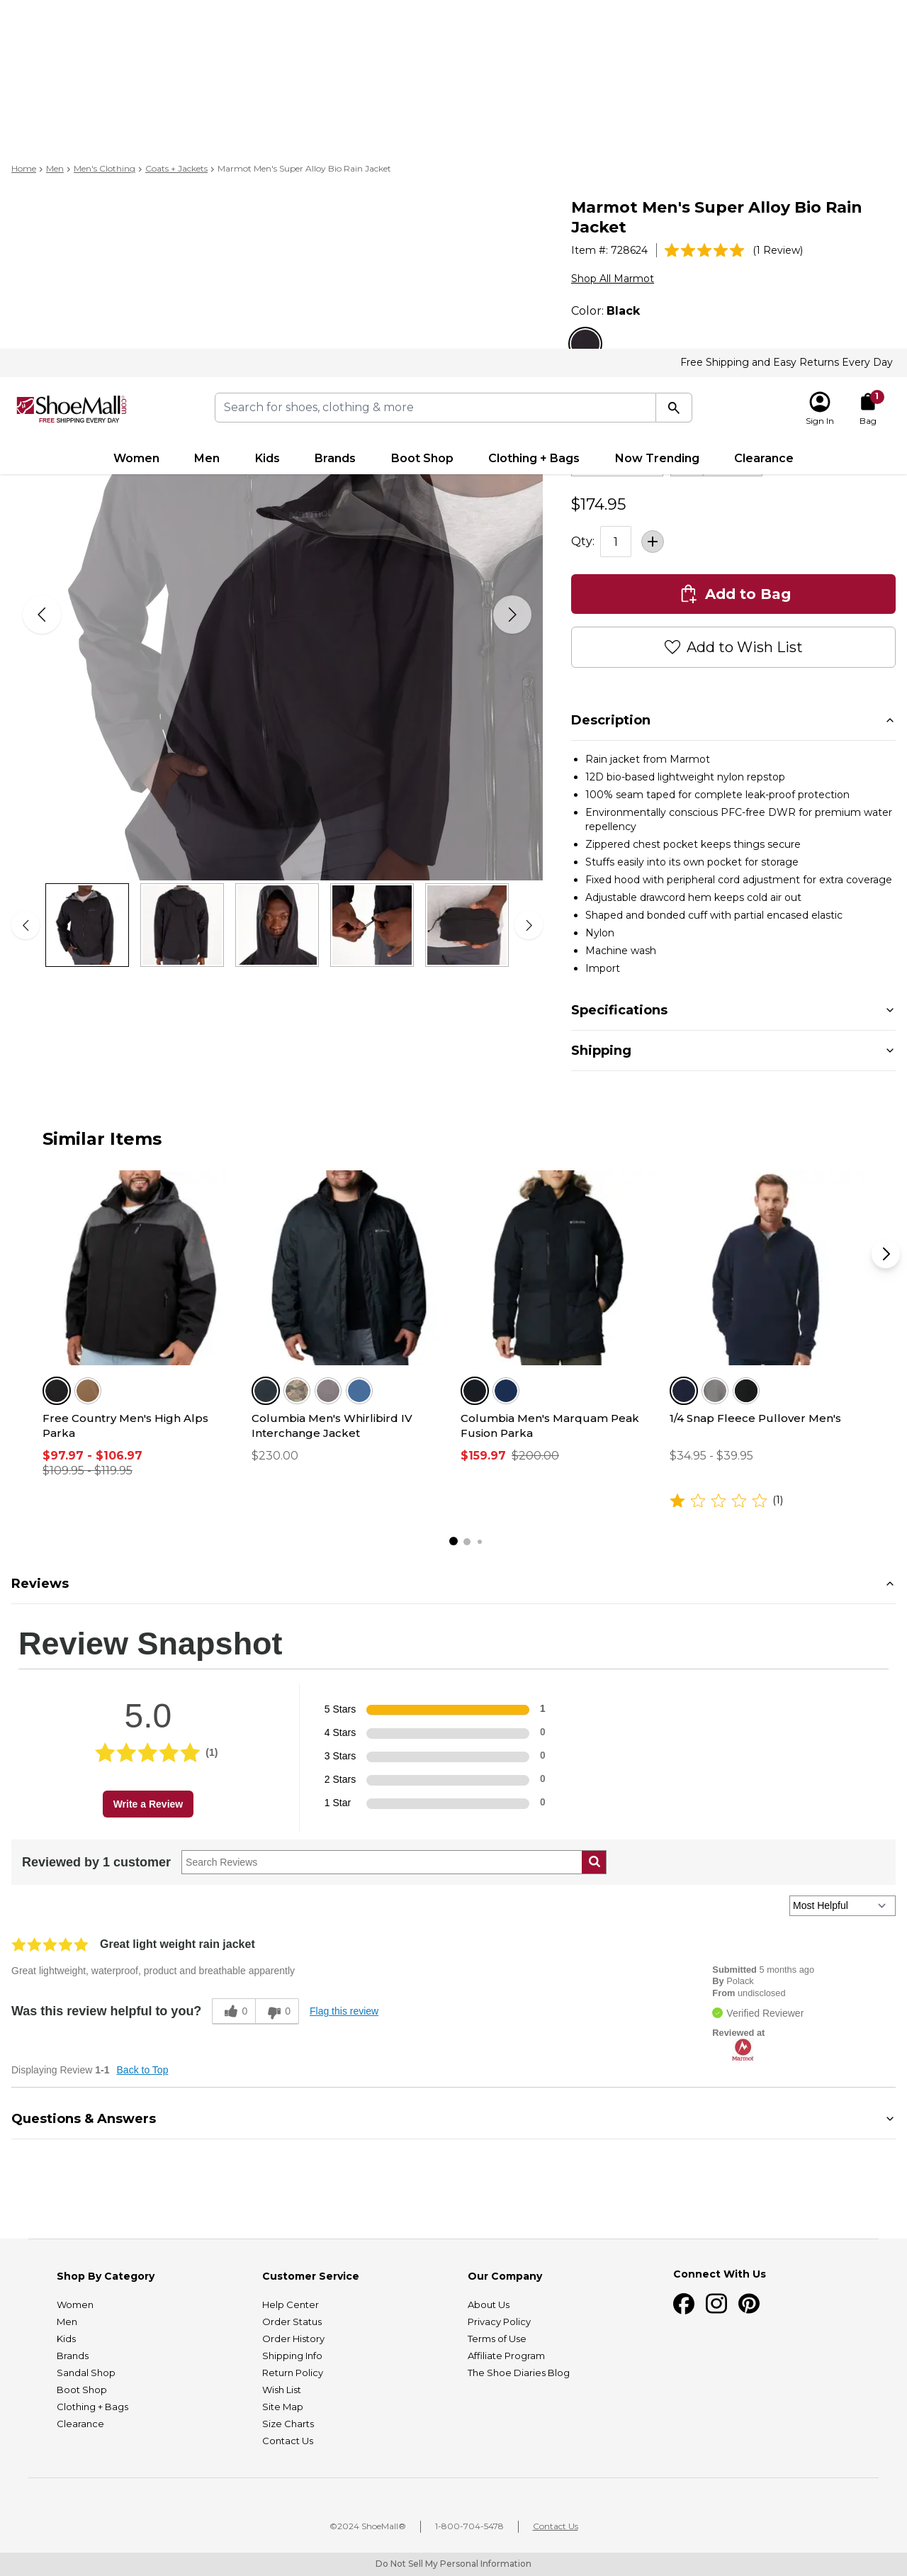 Home > Men > Men's Clothing > Coats + Jackets > Marmot Men's Super Alloy Bio Rain Jacket
Marmot Men's Super Alloy Bio Rain
Jacket
Item #: 728624
(1 Review)
Shop All Marmot
Color: Black
Free Shipping and Easy Returns Every Day
ShoeMall.com
FREE SHIPPING EVERY DAY
Search for shoes, clothing & more
Sign In
1
Bag
Women Men Kids Brands Boot Shop Clothing + Bags Now Trending Clearance
$174.95
Qty: 1
Add to Bag
Add to Wish List
Description
• Rain jacket from Marmot
• 12D bio-based lightweight nylon repstop
• 100% seam taped for complete leak-proof protection
• Environmentally conscious PFC-free DWR for premium water
repellency
• Zippered chest pocket keeps things secure
• Stuffs easily into its own pocket for storage
• Fixed hood with peripheral cord adjustment for extra coverage
• Adjustable drawcord hem keeps cold air out
• Shaped and bonded cuff with partial encased elastic
• Nylon
• Machine wash
• Import
Specifications
Shipping
Similar Items
Free Country Men's High Alps
Parka
$97.97 - $106.97
$109.95 - $119.95
Columbia Men's Whirlibird IV
Interchange Jacket
$230.00
Columbia Men's Marquam Peak
Fusion Parka
$159.97 $200.00
1/4 Snap Fleece Pullover Men's
$34.95 - $39.95
(1)
Reviews
Review Snapshot
5.0
(1)
Write a Review
5 Stars 1
4 Stars 0
3 Stars 0
2 Stars 0
1 Star 0
Reviewed by 1 customer
Search Reviews
Most Helpful
Great light weight rain jacket
Great lightweight, waterproof, product and breathable apparently
Was this review helpful to you? 0 0 Flag this review
Submitted 5 months ago
By Polack
From undisclosed
Verified Reviewer
Reviewed at
Marmot
Displaying Review 1-1 Back to Top
Questions & Answers
Shop By Category
Women
Men
Kids
Brands
Sandal Shop
Boot Shop
Clothing + Bags
Clearance
Customer Service
Help Center
Order Status
Order History
Shipping Info
Return Policy
Wish List
Site Map
Size Charts
Contact Us
Our Company
About Us
Privacy Policy
Terms of Use
Affiliate Program
The Shoe Diaries Blog
Connect With Us
©2024 ShoeMall® 1-800-704-5478 Contact Us
Do Not Sell My Personal Information